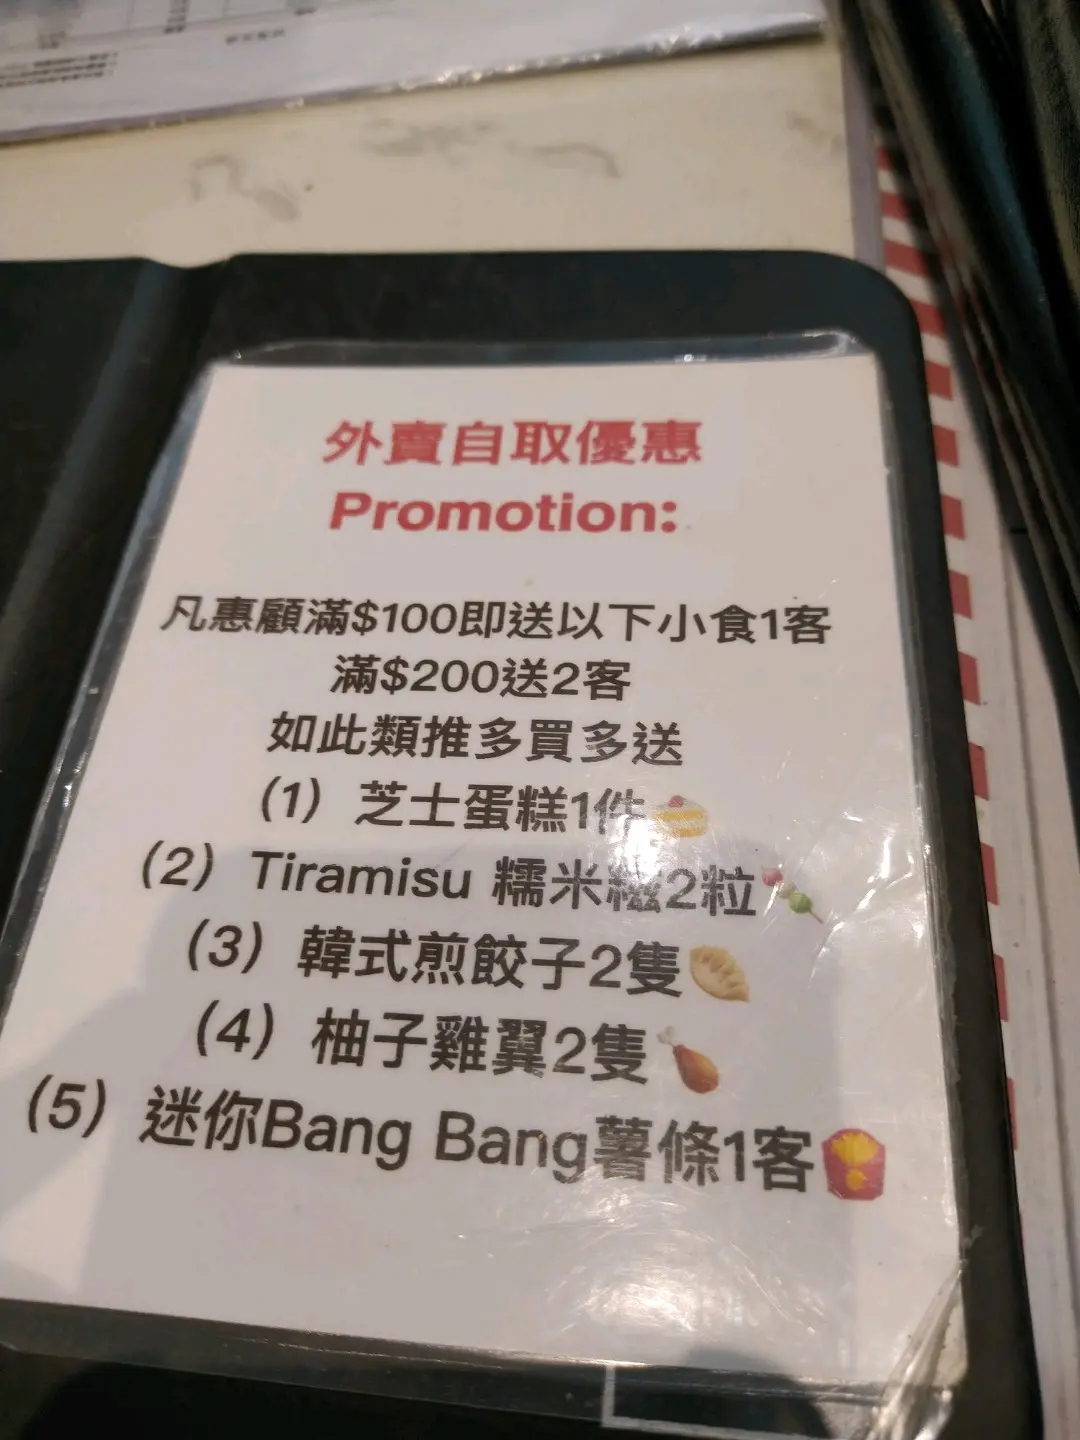 外賣自取優惠
Promotion:
凡惠顧滿$100即送以下小食1客
滿$200送2客
如此類推多買多送
(1) 芝士蛋糕1件
(2) Tiramisu 糯米糍2粒
(3) 韓式煎餃子2隻
(4) 柚子雞翼2隻
(5) 迷你Bang Bang薯條1客